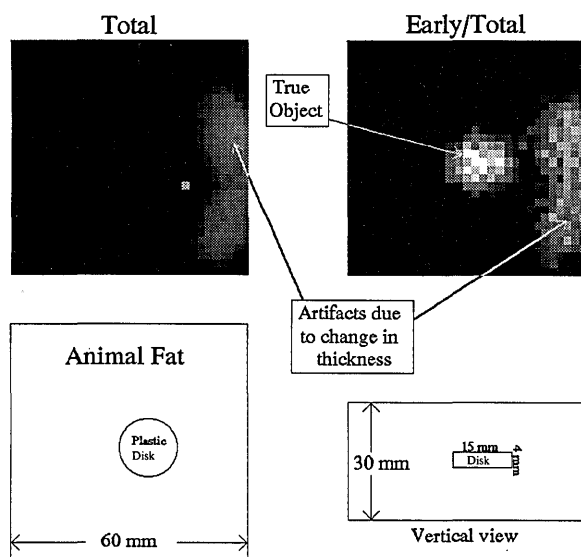 Total
Early/Total
True
Object
Artifacts due
to change in
thickness
Animal Fat
Plastic
Disk
60 mm
30 mm
15 mm
Disk
4 mm
Vertical view